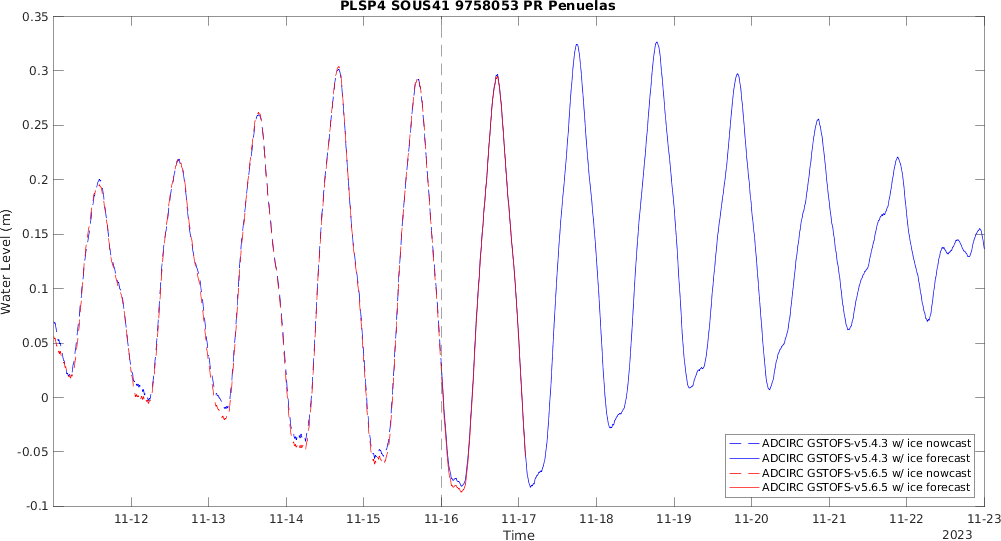 PLSP4 SOUS41 9758053 PR Penuelas
0.35
0.3
0.25
0.2
0.15
0.1
0.05
0
-0.05
-0.1
Water Level (m)
11-12 11-13 11-14 11-15 11-16 11-17 11-18 11-19 11-20 11-21 11-22 11-23
Time
2023
ADCIRC GSTOFS-v5.4.3 w/ ice nowcast
ADCIRC GSTOFS-v5.4.3 w/ ice forecast
ADCIRC GSTOFS-v5.6.5 w/ ice nowcast
ADCIRC GSTOFS-v5.6.5 w/ ice forecast